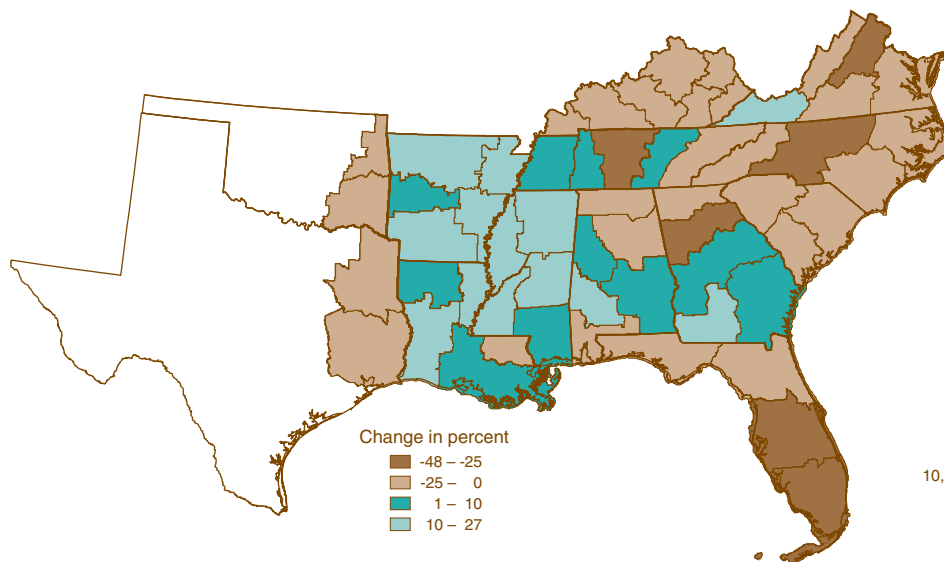 Change in percent
-48 – -25
-25 – 0
1 – 10
10 – 27
10,